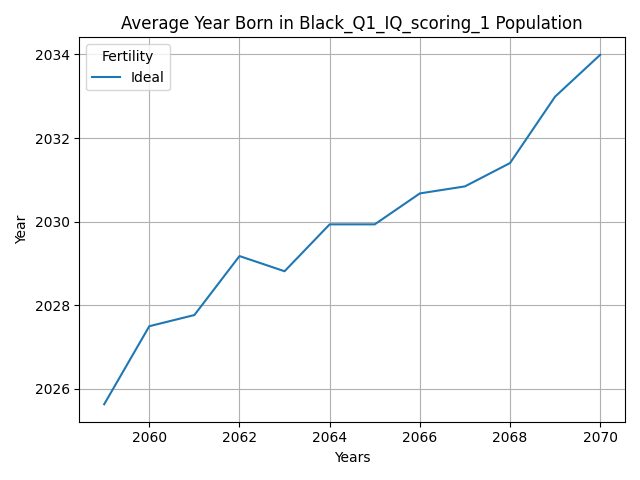 Average Year Born in Black_Q1_IQ_scoring_1 Population
Fertility
Ideal
Year
2034
2032
2030
2028
2026
2060 2062 2064 2066 2068 2070
Years